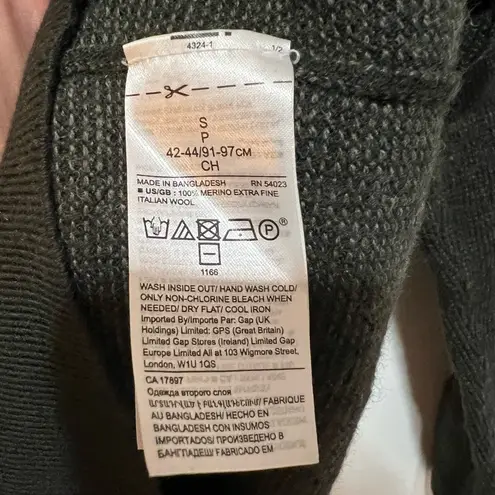 4324-1 1/2
S
P
42-44/91-97CM
CH
MADE IN BANGLADESH RN 54023
■ US/GB : 100% MERINO EXTRA FINE
ITALIAN WOOL
P®
1166
WASH INSIDE OUT/ HAND WASH COLD/
ONLY NON-CHLORINE BLEACH WHEN
NEEDED/ DRY FLAT/ COOL IRON
Imported By/Importe Par: Gap (UK
Holdings) Limited: GPS (Great Britain)
Limited Gap Stores (Ireland) Limited Gap
Europe Limited All at 103 Wigmore Street,
London, W1U 1QS
CA 17897
Одежда второго слоя
FABRIQUE
AU BANGLADESH/ HECHO EN
BANGLADESH CON INSUMOS
IMPORTADOS/ ПРОИЗВЕДЕНО В
БАНГЛАДЕШ/ FABRICADO EM